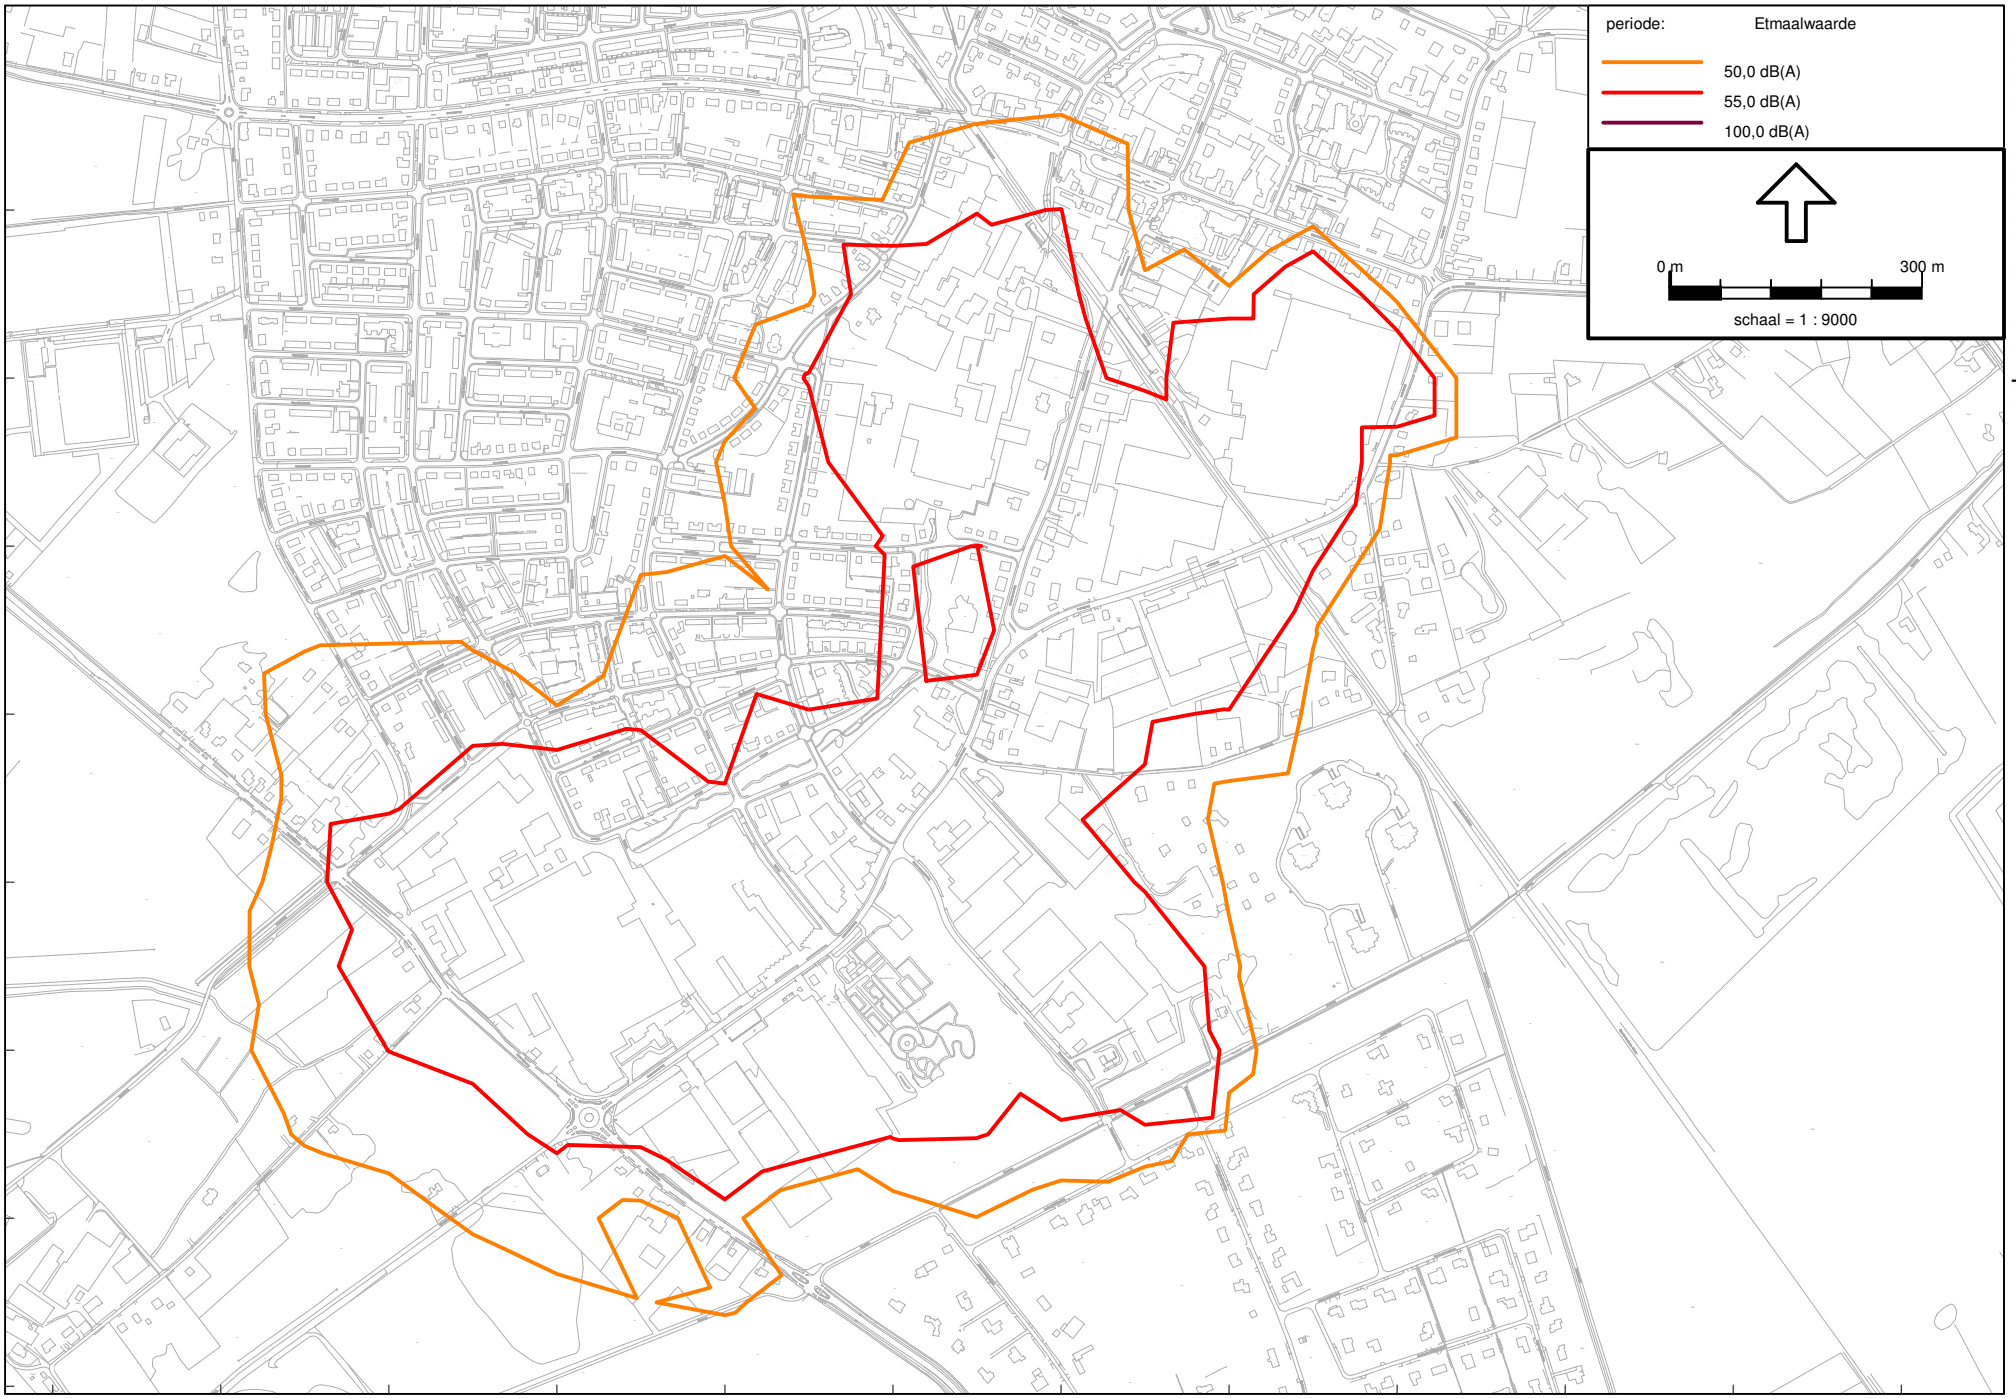 periode: Etmaalwaarde
50,0 dB(A)
55,0 dB(A)
100,0 dB(A)
0 m 300 m
schaal = 1 : 9000